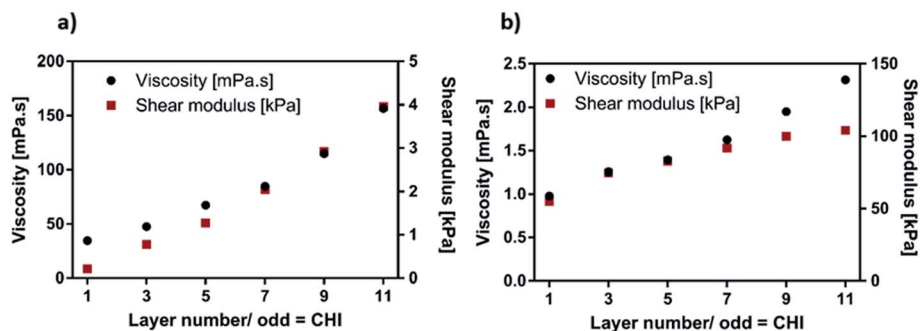 a)
Viscosity [mPa.s]
200
150
100
50
0
Viscosity [mPa.s]
Shear modulus [kPa]
5
4
3
2
1
0
Shear modulus [kPa]
1 3 5 7 9 11
Layer number/ odd = CHI
b)
Viscosity [mPa.s]
2.5
2.0
1.5
1.0
0.5
0.0
Viscosity [mPa.s]
Shear modulus [kPa]
150
100
50
0
Shear modulus [kPa]
1 3 5 7 9 11
Layer number/ odd = CHI